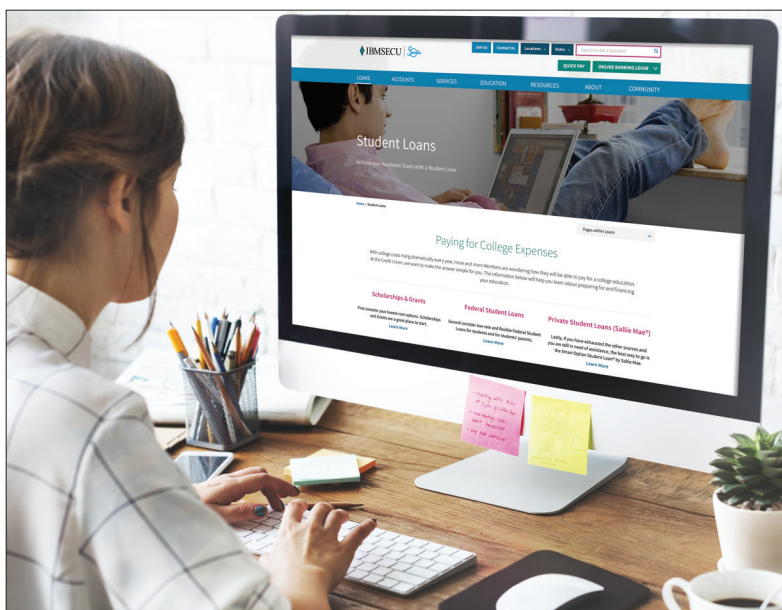 IBMSECU
Join Us
Contact Us
Locations
Rates
Search or Ask a Question
QUICK PAY
ONLINE BANKING LOGIN
LOANS
ACCOUNTS
SERVICES
EDUCATION
RESOURCES
ABOUT
COMMUNITY
Student Loans
Achieve Your Academic Goals with a Student Loan
Home / Student Loans
Pages within Loans
Paying for College Expenses
With college costs rising dramatically every year, more and more Members are wondering how they will be able to pay for a college education.
At the Credit Union, we want to make the answer simple for you. The information below will help you learn about preparing for and financing
your education.
Scholarships & Grants
First consider your lowest cost options. Scholarships
and Grants are a great place to start.
Learn More
Federal Student Loans
Second consider low-rate and flexible Federal Student
Loans for students and for students' parents.
Learn More
Private Student Loans (Sallie Mae®)
Lastly, if you have exhausted the other sources and
you are still in need of assistance, the best way to go is
the Smart Option Student Loan® by Sallie Mae.
Learn More